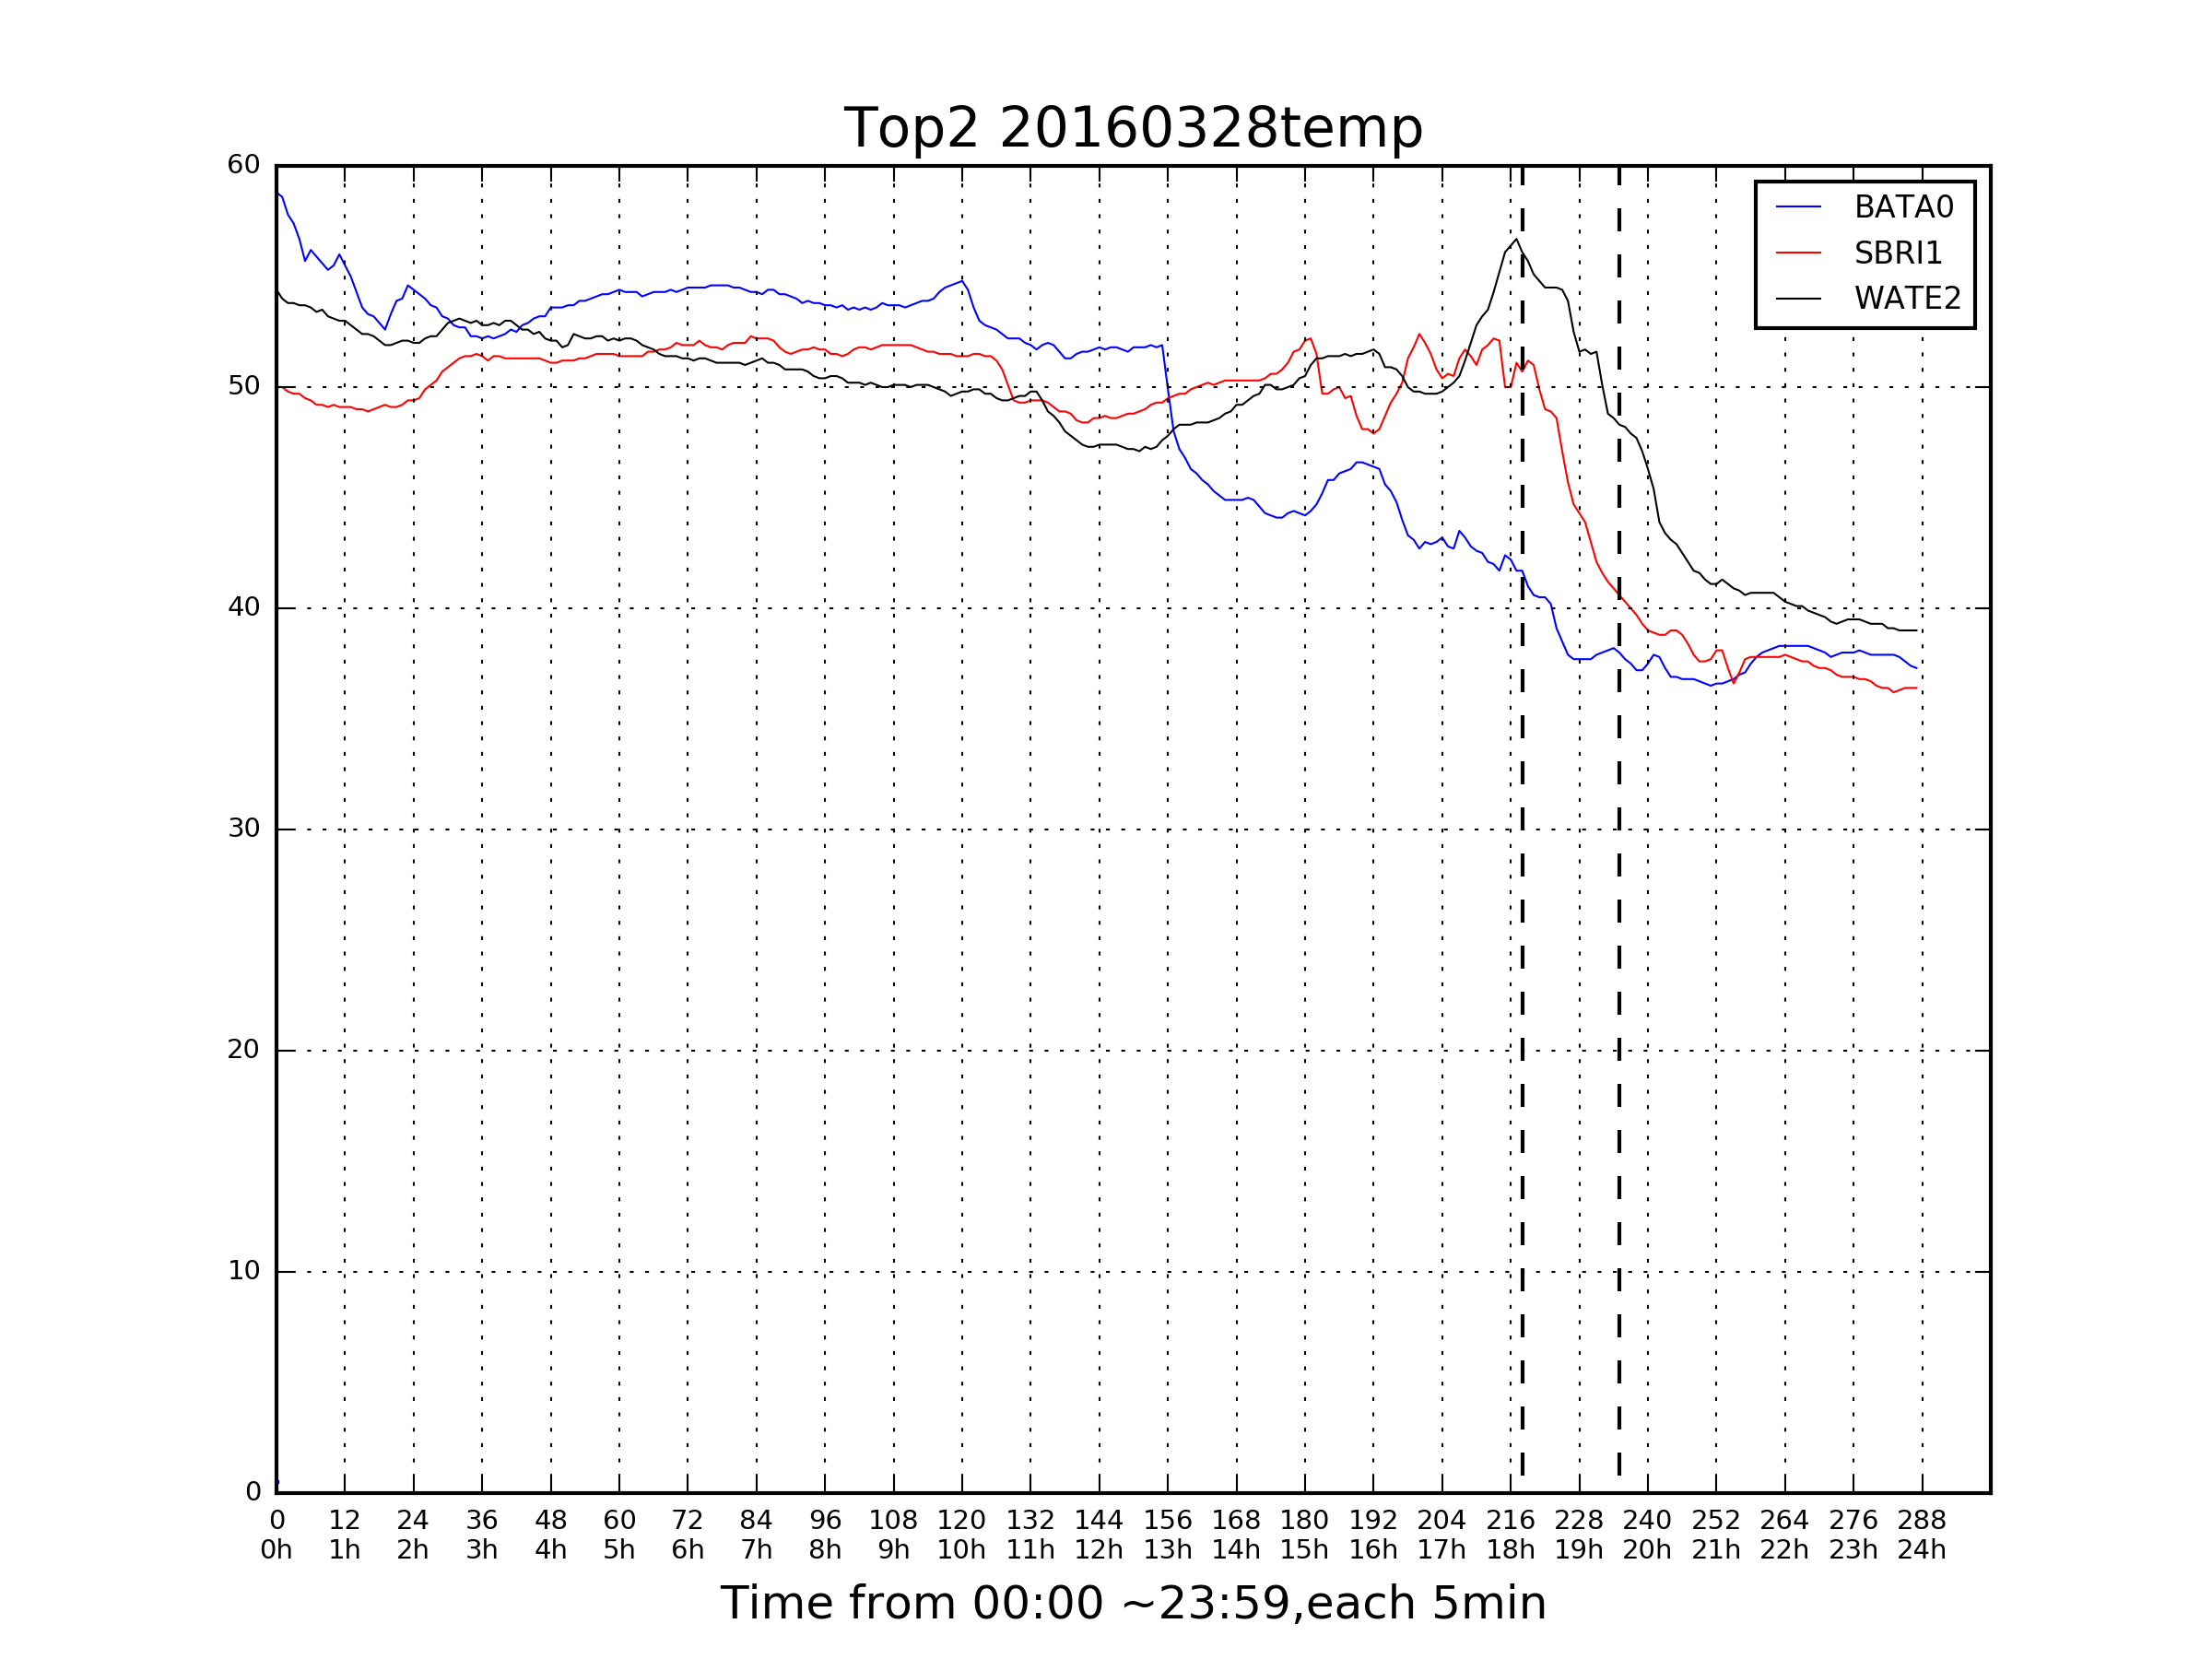 Top2 20160328temp
60
50
40
30
20
10
0
BATA0
SBRI1
WATE2
0 12 24 36 48 60 72 84 96 108 120 132 144 156 168 180 192 204 216 228 240 252 264 276 288
0h 1h 2h 3h 4h 5h 6h 7h 8h 9h 10h 11h 12h 13h 14h 15h 16h 17h 18h 19h 20h 21h 22h 23h 24h
Time from 00:00 ~23:59,each 5min